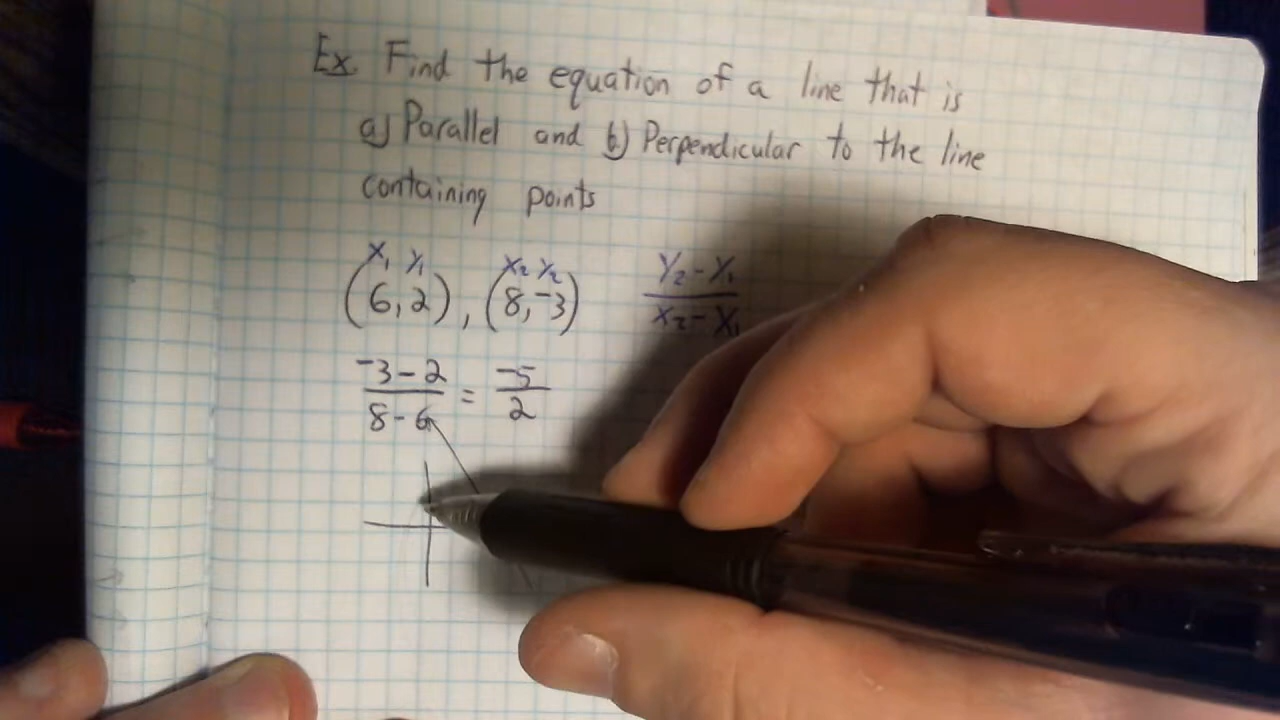 Ex. Find the equation of a line that is
a) Parallel and b.) Perpendicular to the line
containing points
x₁ y₁ x₂ y₂
(6,2), (8,-3)
y₂-y₁
x₂-x₁
-3-2 = -5
8-6 2